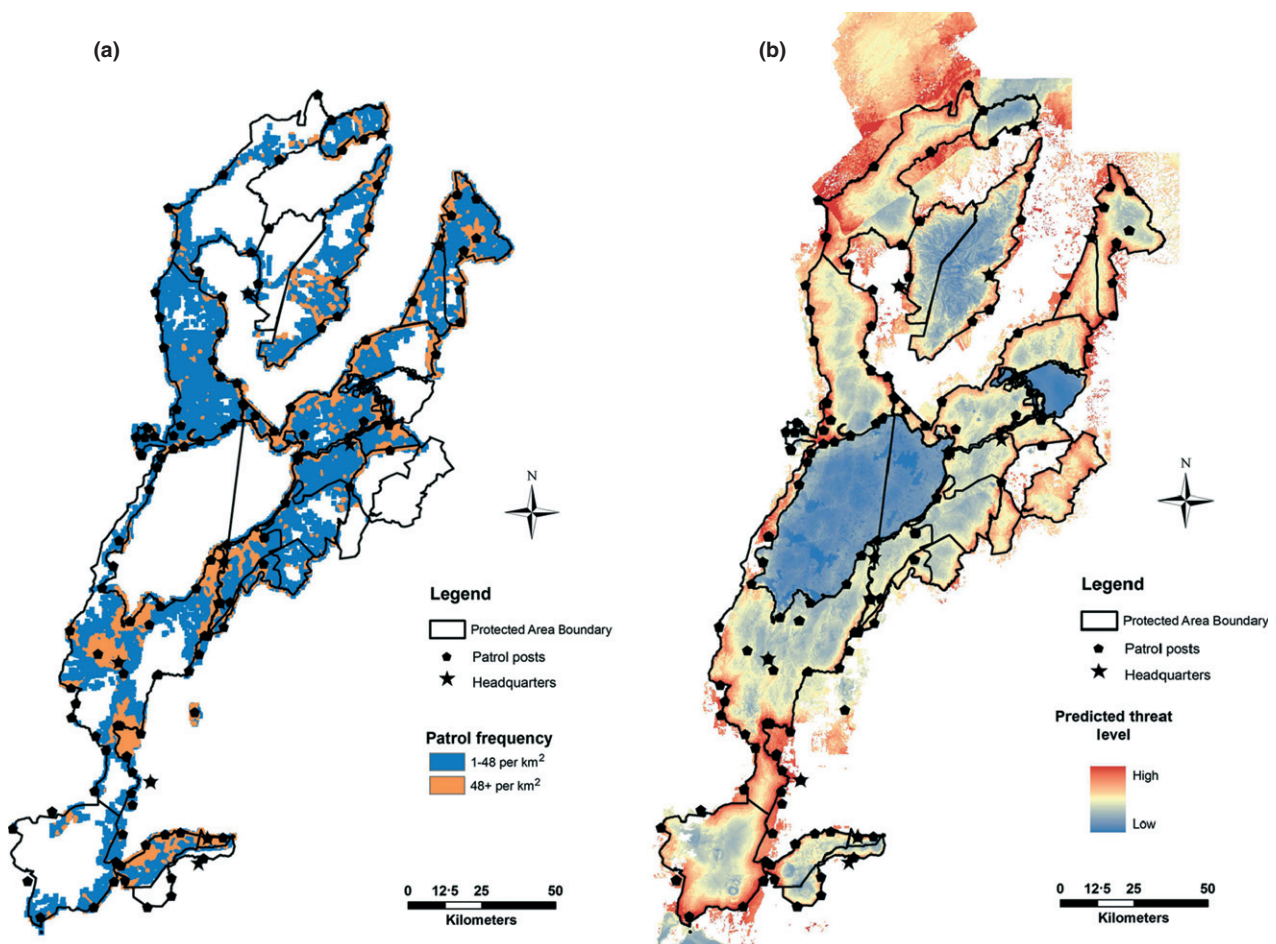 (a)
N
Legend
Protected Area Boundary
Patrol posts
Headquarters
Patrol frequency
1-48 per km2
48+ per km2
0 12·5 25 50
Kilometers
(b)
N
Legend
Protected Area Boundary
Patrol posts
Headquarters
Predicted threat
level
High
Low
0 12·5 25 50
Kilometers